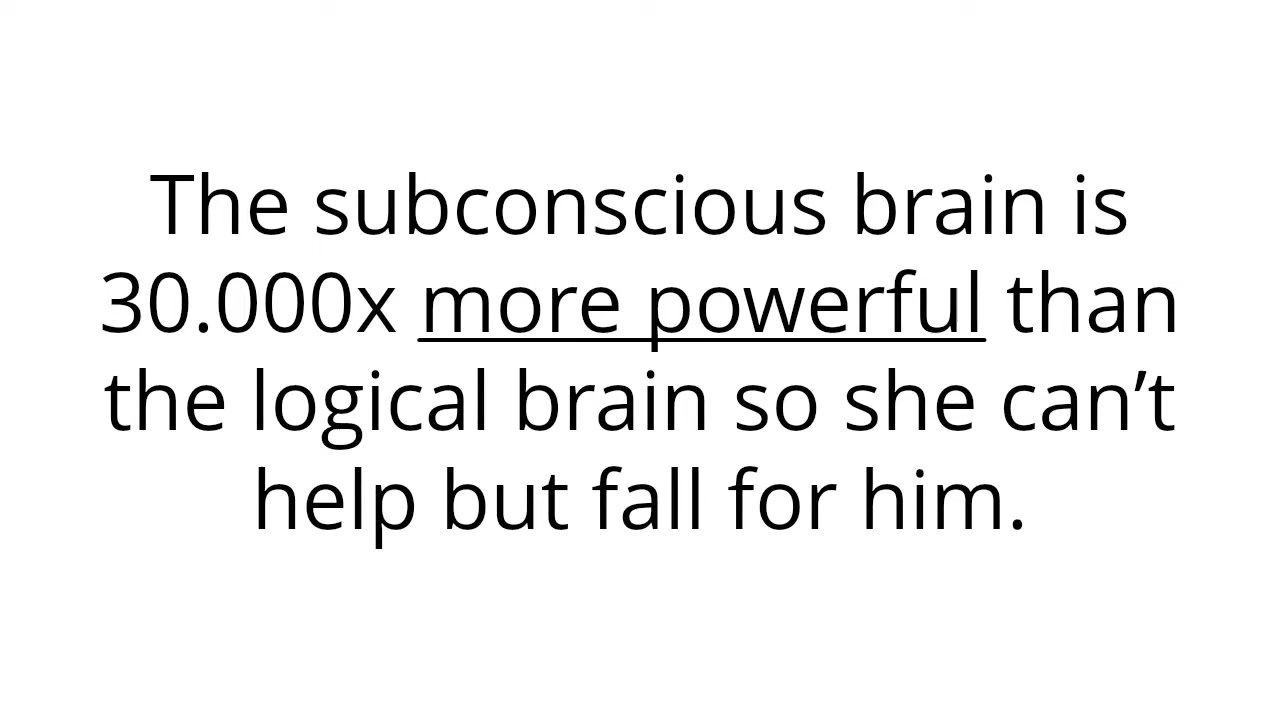 The subconscious brain is
30.000x more powerful than
the logical brain so she can’t
help but fall for him.